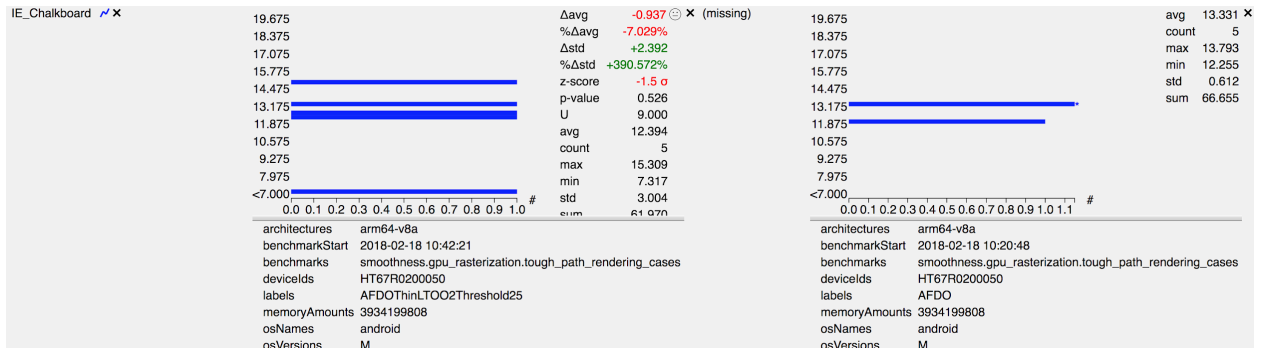 IE_Chalkboard
19.675
18.375
17.075
15.775
14.475
13.175
11.875
10.575
9.275
7.975
<7.000
0.0 0.1 0.2 0.3 0.4 0.5 0.6 0.7 0.8 0.9 1.0
#
Δavg -0.937
%Δavg -7.029%
Δstd +2.392
%Δstd +390.572%
z-score -1.5 σ
p-value 0.526
U 9.000
avg 12.394
count 5
max 15.309
min 7.317
std 3.004
sum 61.970
architectures arm64-v8a
benchmarkStart 2018-02-18 10:42:21
benchmarks smoothness.gpu_rasterization.tough_path_rendering_cases
deviceIds HT67R0200050
labels AFDOThinLTOO2Threshold25
memoryAmounts 3934199808
osNames android
osVersions M
(missing)
19.675
18.375
17.075
15.775
14.475
13.175
11.875
10.575
9.275
7.975
<7.000
0.0 0.1 0.2 0.3 0.4 0.5 0.6 0.7 0.8 0.9 1.0 1.1
#
avg 13.331
count 5
max 13.793
min 12.255
std 0.612
sum 66.655
architectures arm64-v8a
benchmarkStart 2018-02-18 10:20:48
benchmarks smoothness.gpu_rasterization.tough_path_rendering_cases
deviceIds HT67R0200050
labels AFDO
memoryAmounts 3934199808
osNames android
osVersions M